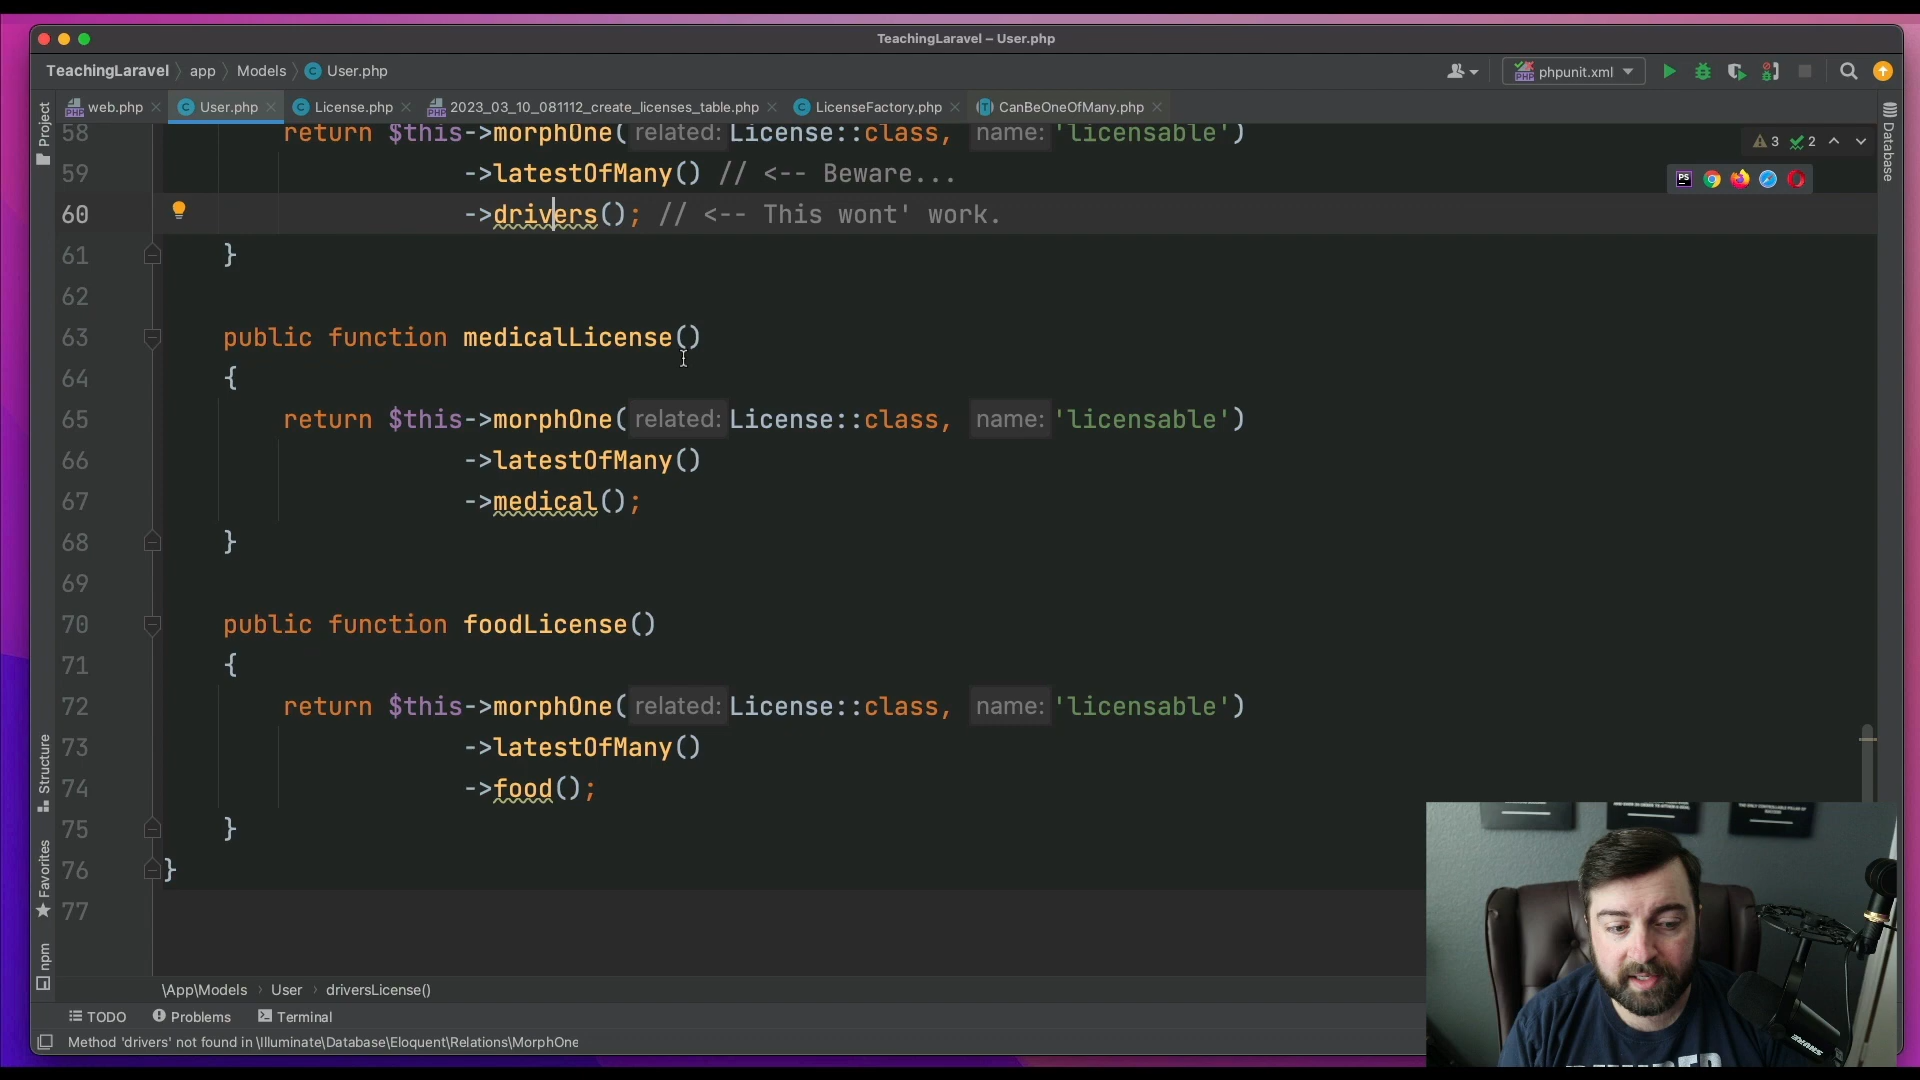 TeachingLaravel – User.php
TeachingLaravel app Models User.php
phpunit.xml
web.php User.php License.php 2023_03_10_081112_create_licenses_table.php LicenseFactory.php CanBeOneOfMany.php
Project
Database
3 2
58 return $this->morphOne( related: License::class, name: 'licensable')
59 ->latestOfMany() // <-- Beware...
60 ->drivers(); // <-- This wont' work.
61 }
62
63 public function medicalLicense()
64 {
65 return $this->morphOne( related: License::class, name: 'licensable')
66 ->latestOfMany()
67 ->medical();
68 }
69
70 public function foodLicense()
71 {
72 return $this->morphOne( related: License::class, name: 'licensable')
73 ->latestOfMany()
74 ->food();
75 }
76 }
77
Structure
Favorites
npm
\App\Models User driversLicense()
TODO Problems Terminal
Method 'drivers' not found in \Illuminate\Database\Eloquent\Relations\MorphOne